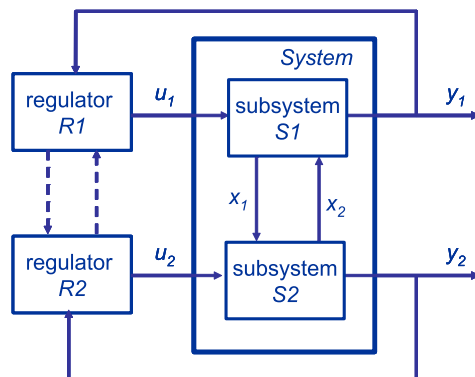 System
regulator
R1
u1
subsystem
S1
y1
x1
x2
regulator
R2
u2
subsystem
S2
y2